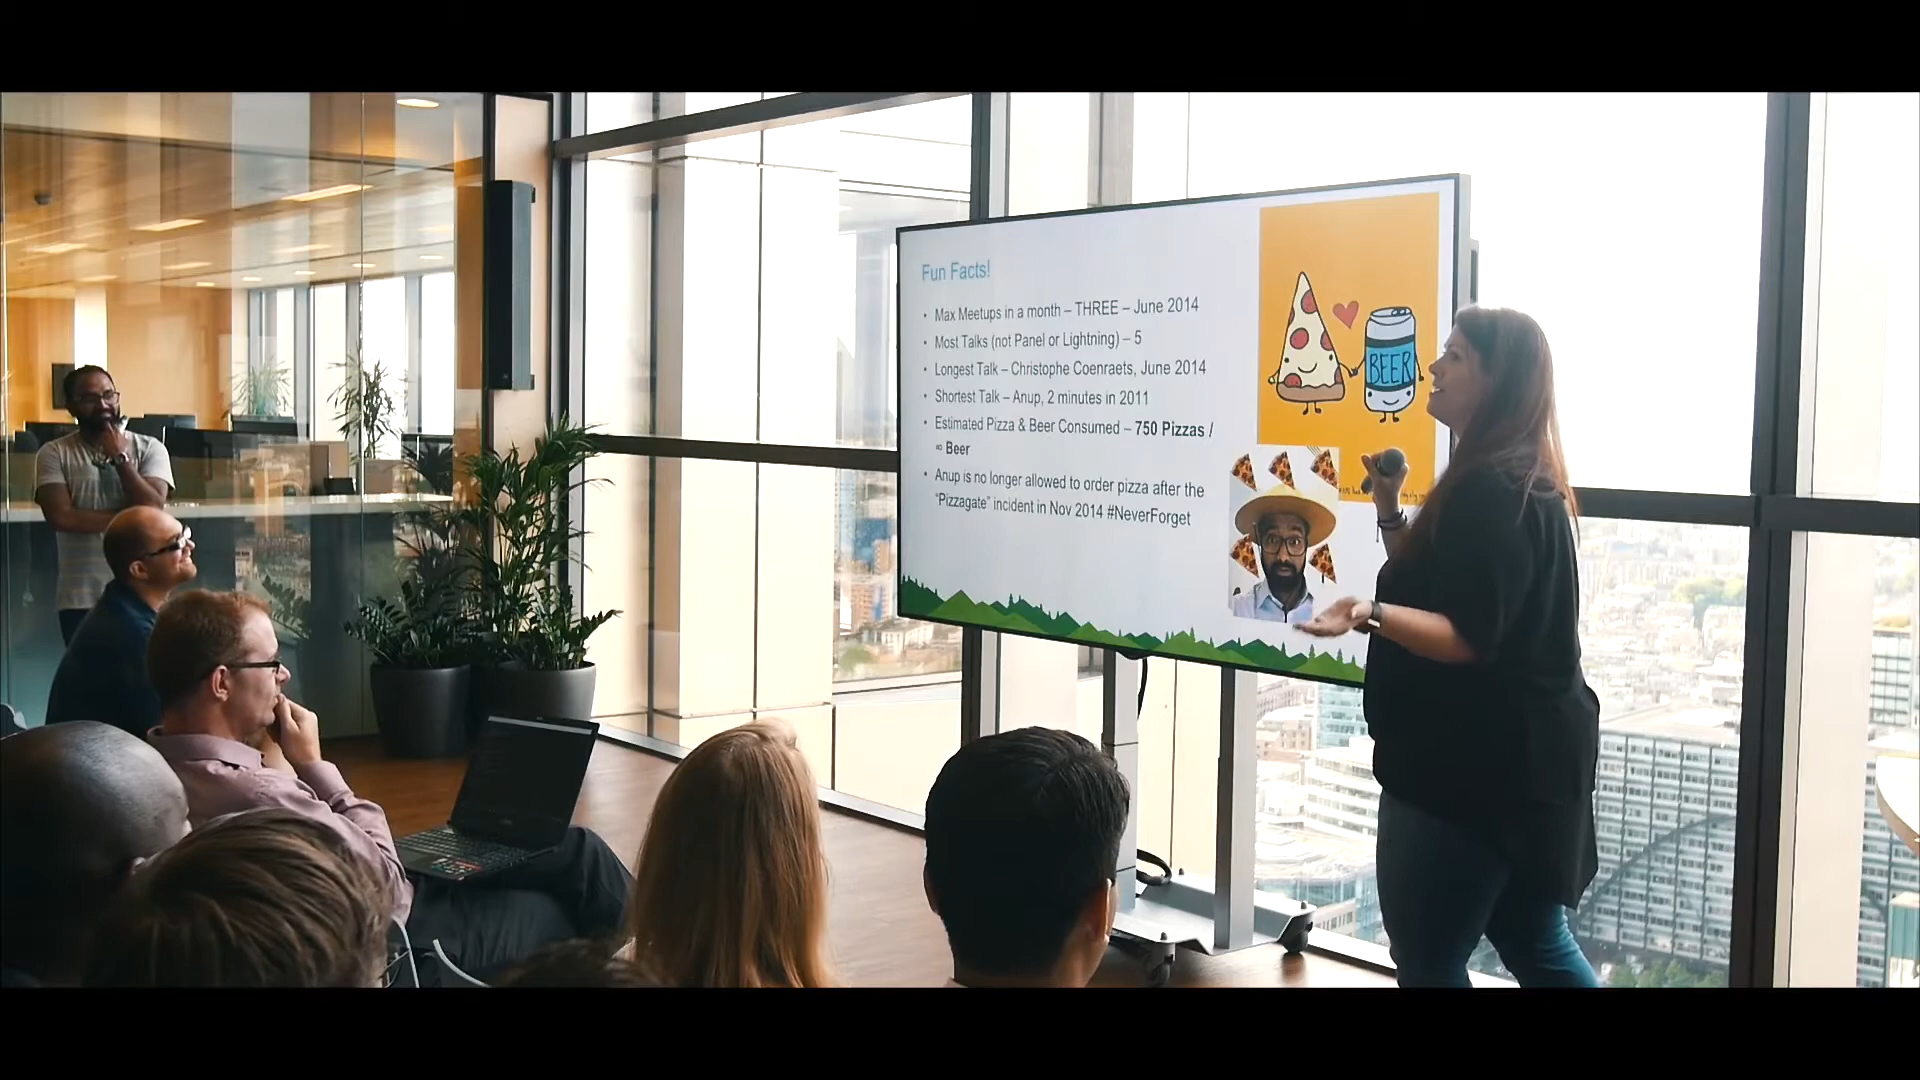 Fun Facts!
• Max Meetups in a month – THREE – June 2014
• Most Talks (not Panel or Lightning) – 5
• Longest Talk – Christophe Coenraets, June 2014
• Shortest Talk – Anup, 2 minutes in 2011
• Estimated Pizza & Beer Consumed – 750 Pizzas /
∞ Beer
• Anup is no longer allowed to order pizza after the
"Pizzagate" incident in Nov 2014 #NeverForget
BEER